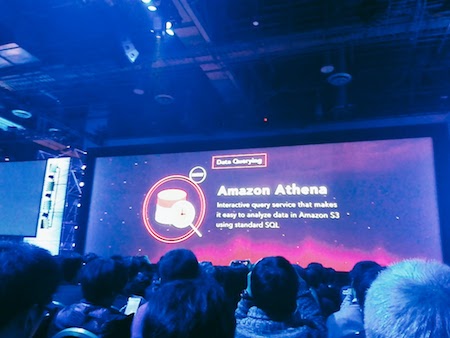 Data Querying
Amazon Athena
Interactive query service that makes
it easy to analyze data in Amazon S3
using standard SQL